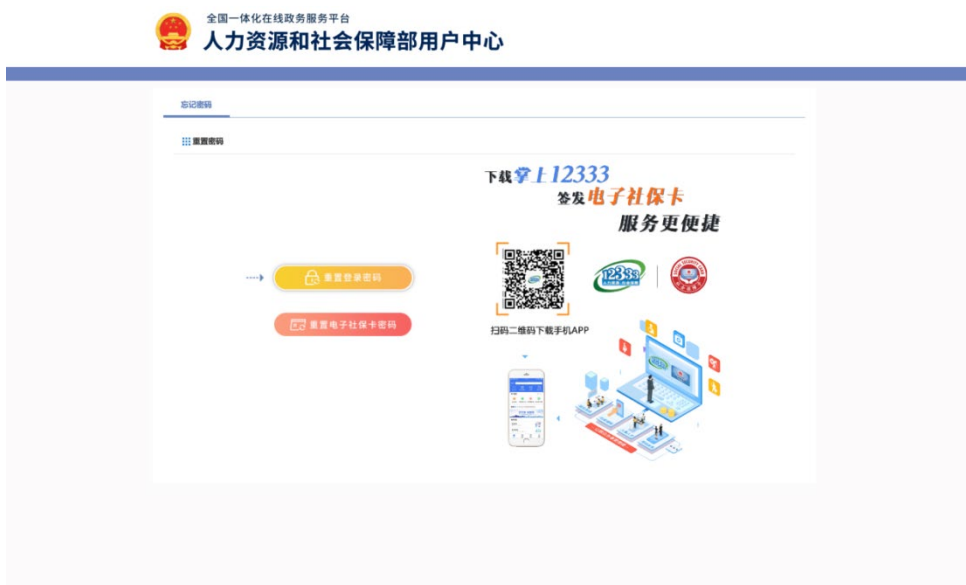 全国一体化在线政务服务平台
人力资源和社会保障部用户中心
忘记密码
重置密码
下载掌上12333
签发电子社保卡
服务更便捷
重置登录密码
12333
重置电子社保卡密码
扫码二维码下载手机APP